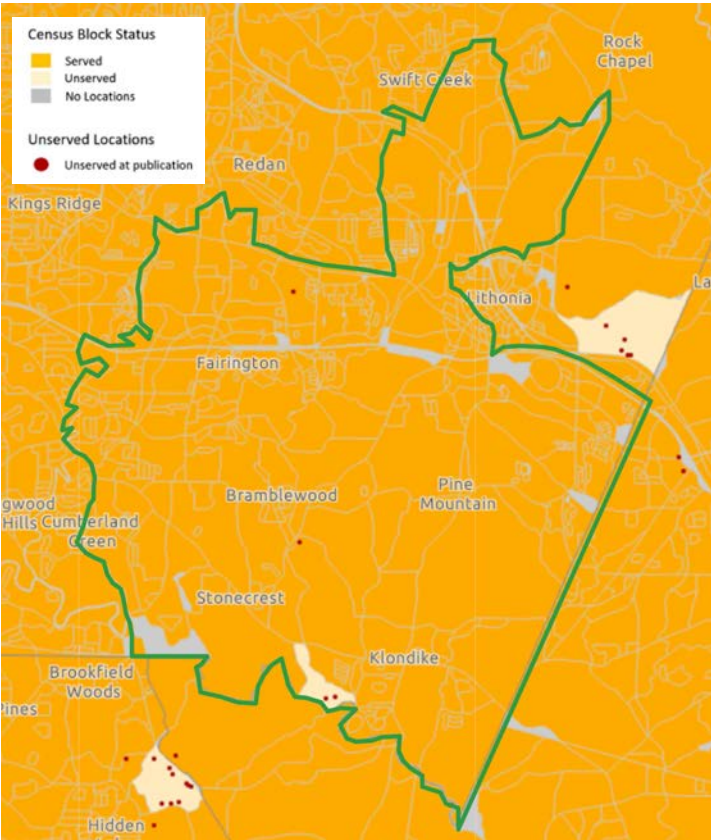 Census Block Status
Served
Unserved
No Locations
Unserved Locations
Unserved at publication
Rock
Chapel
Swift Creek
Redan
Kings Ridge
La
Lithonia
Fairington
Bramblewood
Pine
Mountain
gwood
Hills
Cumberland
Green
Stonecrest
Klondike
Brookfield
Woods
Pines
Hidden